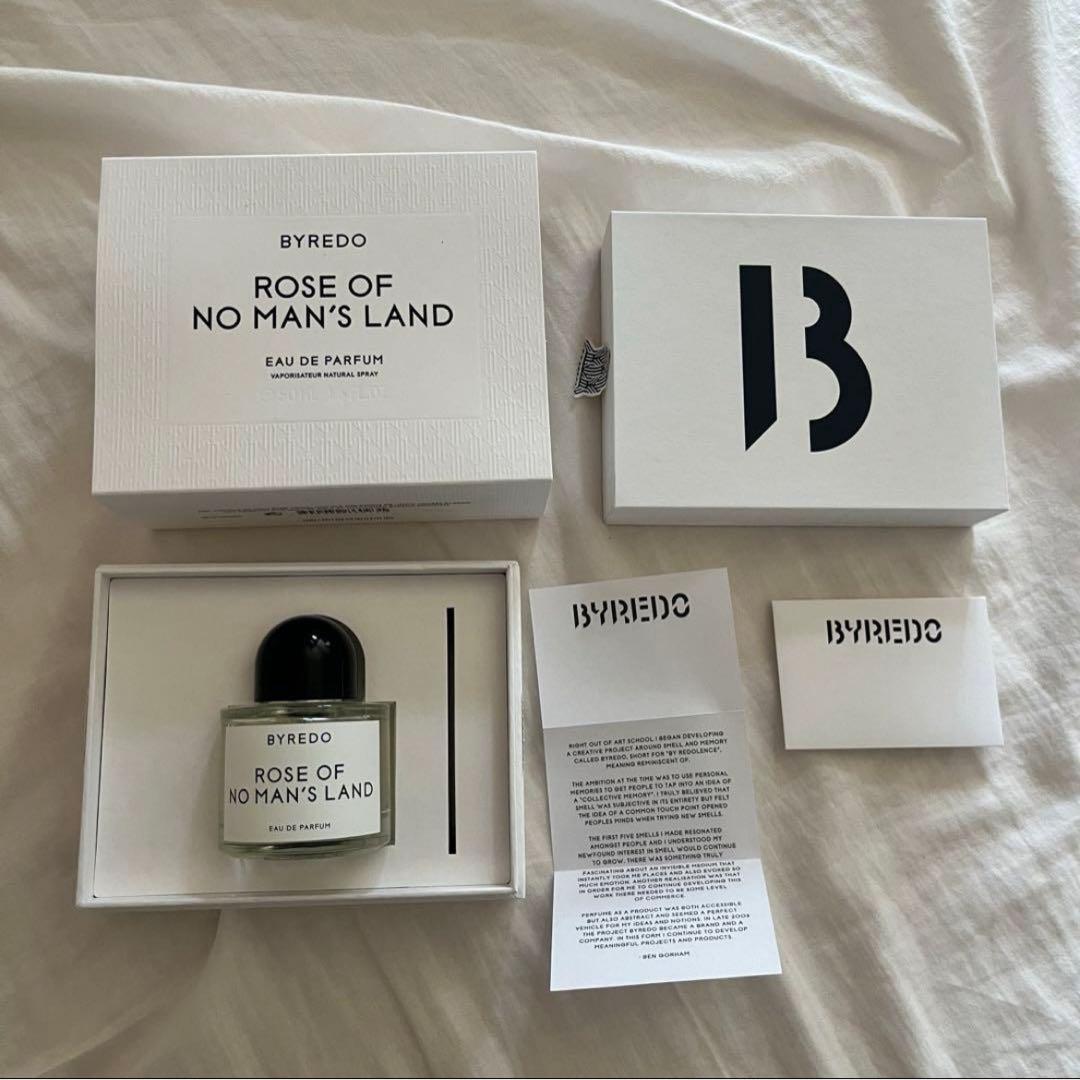 BYREDO
ROSE OF
NO MAN'S LAND
EAU DE PARFUM
VAPORISATEUR NATURAL SPRAY
B
BYREDO
ROSE OF
NO MAN'S LAND
EAU DE PARFUM
BYREDO
RIGHT OUT OF ART SCHOOL I BEGAN DEVELOPING
A CREATIVE PROJECT AROUND SMELL AND MEMORY
CALLED BYREDO, SHORT FOR "BY REDOLENCE",
MEANING REMINISCENT OF.
THE AMBITION AT THE TIME WAS TO USE PERSONAL
MEMORIES TO GET PEOPLE TO TAP INTO AN IDEA OF
A "COLLECTIVE MEMORY". I TRULY BELIEVED THAT
SMELL WAS SUBJECTIVE IN ITS ENTIRETY BUT FELT
THE IDEA OF A COMMON TOUCH POINT OPENED
PEOPLES MINDS WHEN TRYING NEW SMELLS.
THE FIRST FIVE SMELLS I MADE RESONATED
AMONGST PEOPLE AND I UNDERSTOOD MY
NEWFOUND INTEREST IN SMELL WOULD CONTINUE
TO GROW. THERE WAS SOMETHING TRULY
FASCINATING ABOUT AN INVISIBLE MEDIUM THAT
INSTANTLY TOOK ME PLACES AND ALSO EVOKED SO
MUCH EMOTION. ANOTHER REALISATION WAS THAT
IN ORDER FOR ME TO CONTINUE DEVELOPING THIS
WORK THERE NEEDED TO BE SOME LEVEL
OF COMMERCE.
PERFUME AS A PRODUCT WAS BOTH ACCESSIBLE
BUT ALSO ABSTRACT AND SEEMED A PERFECT
VEHICLE FOR MY IDEAS AND NOTIONS. IN LATE 2006
THE PROJECT BYREDO BECAME A BRAND AND A
COMPANY. IN THIS FORM I CONTINUE TO DEVELOP
MEANINGFUL PROJECTS AND PRODUCTS.
- BEN GORHAM
BYREDO